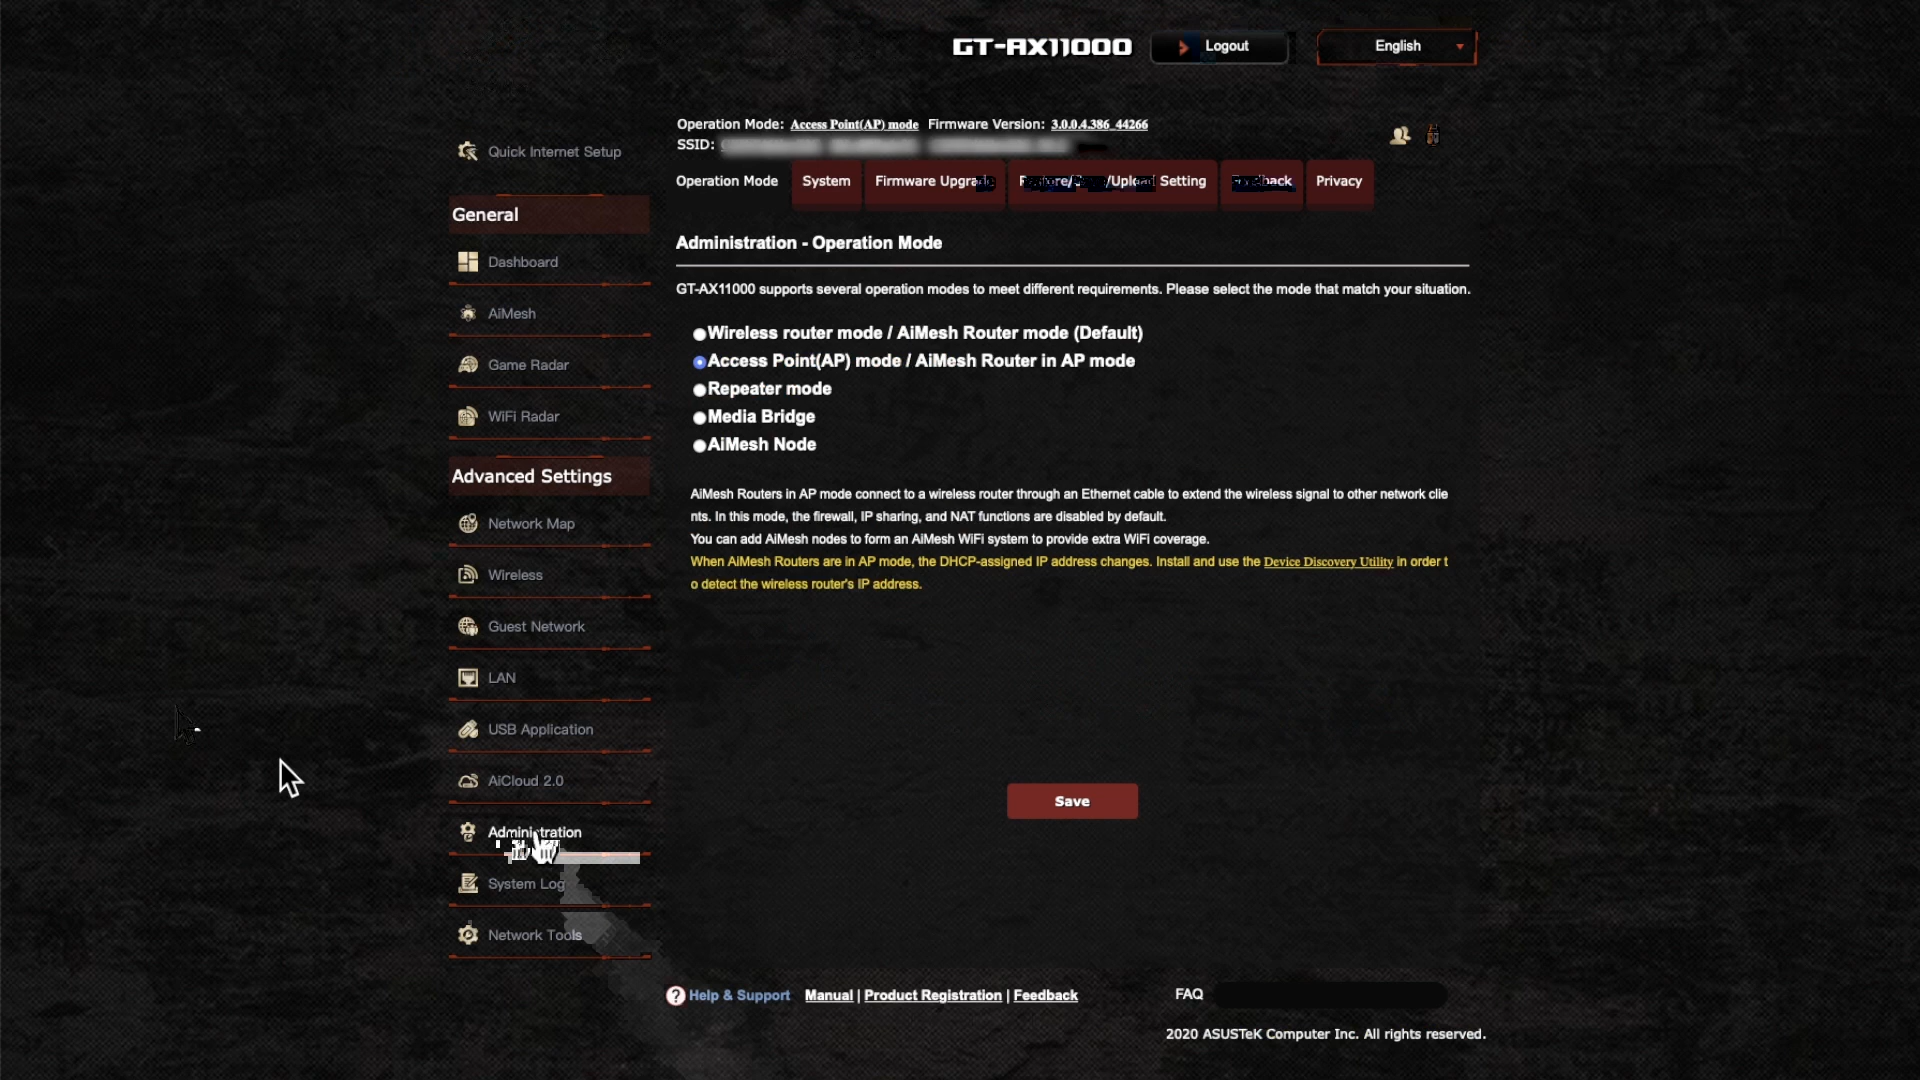 GT-AX11000
Logout
English
Operation Mode: Access Point(AP) mode Firmware Version: 3.0.0.4.386_44266
SSID:
Quick Internet Setup
Operation Mode System Firmware Upgrade /Upload Setting Privacy
General
Administration - Operation Mode
Dashboard
GT-AX11000 supports several operation modes to meet different requirements. Please select the mode that match your situation.
AiMesh
Wireless router mode / AiMesh Router mode (Default)
Access Point(AP) mode / AiMesh Router in AP mode
Game Radar
Repeater mode
WiFi Radar
Media Bridge
AiMesh Node
Advanced Settings
AiMesh Routers in AP mode connect to a wireless router through an Ethernet cable to extend the wireless signal to other network clie
nts. In this mode, the firewall, IP sharing, and NAT functions are disabled by default.
Network Map
You can add AiMesh nodes to form an AiMesh WiFi system to provide extra WiFi coverage.
When AiMesh Routers are in AP mode, the DHCP-assigned IP address changes. Install and use the Device Discovery Utility in order t
o detect the wireless router's IP address.
Wireless
Guest Network
LAN
USB Application
AiCloud 2.0
Save
Administration
System Log
Network Tools
? Help & Support Manual | Product Registration | Feedback FAQ
2020 ASUSTeK Computer Inc. All rights reserved.